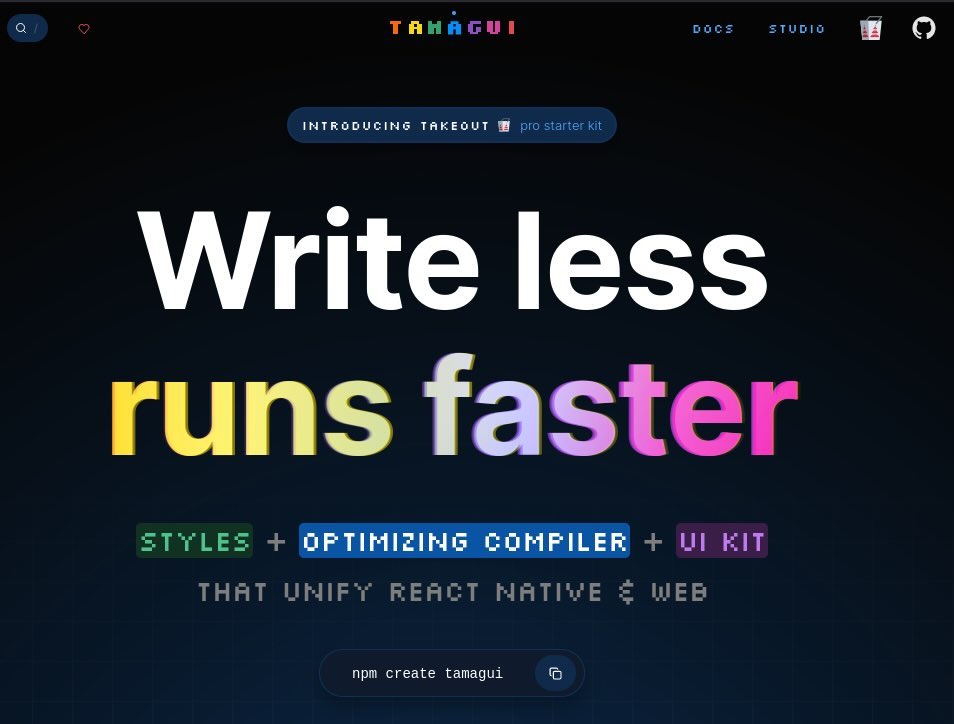 /
TAMAGUI
DOCS
STUDIO
INTRODUCING TAKEOUT pro starter kit
Write less
runs faster
STYLES + OPTIMIZING COMPILER + UI KIT
THAT UNIFY REACT NATIVE & WEB
npm create tamagui